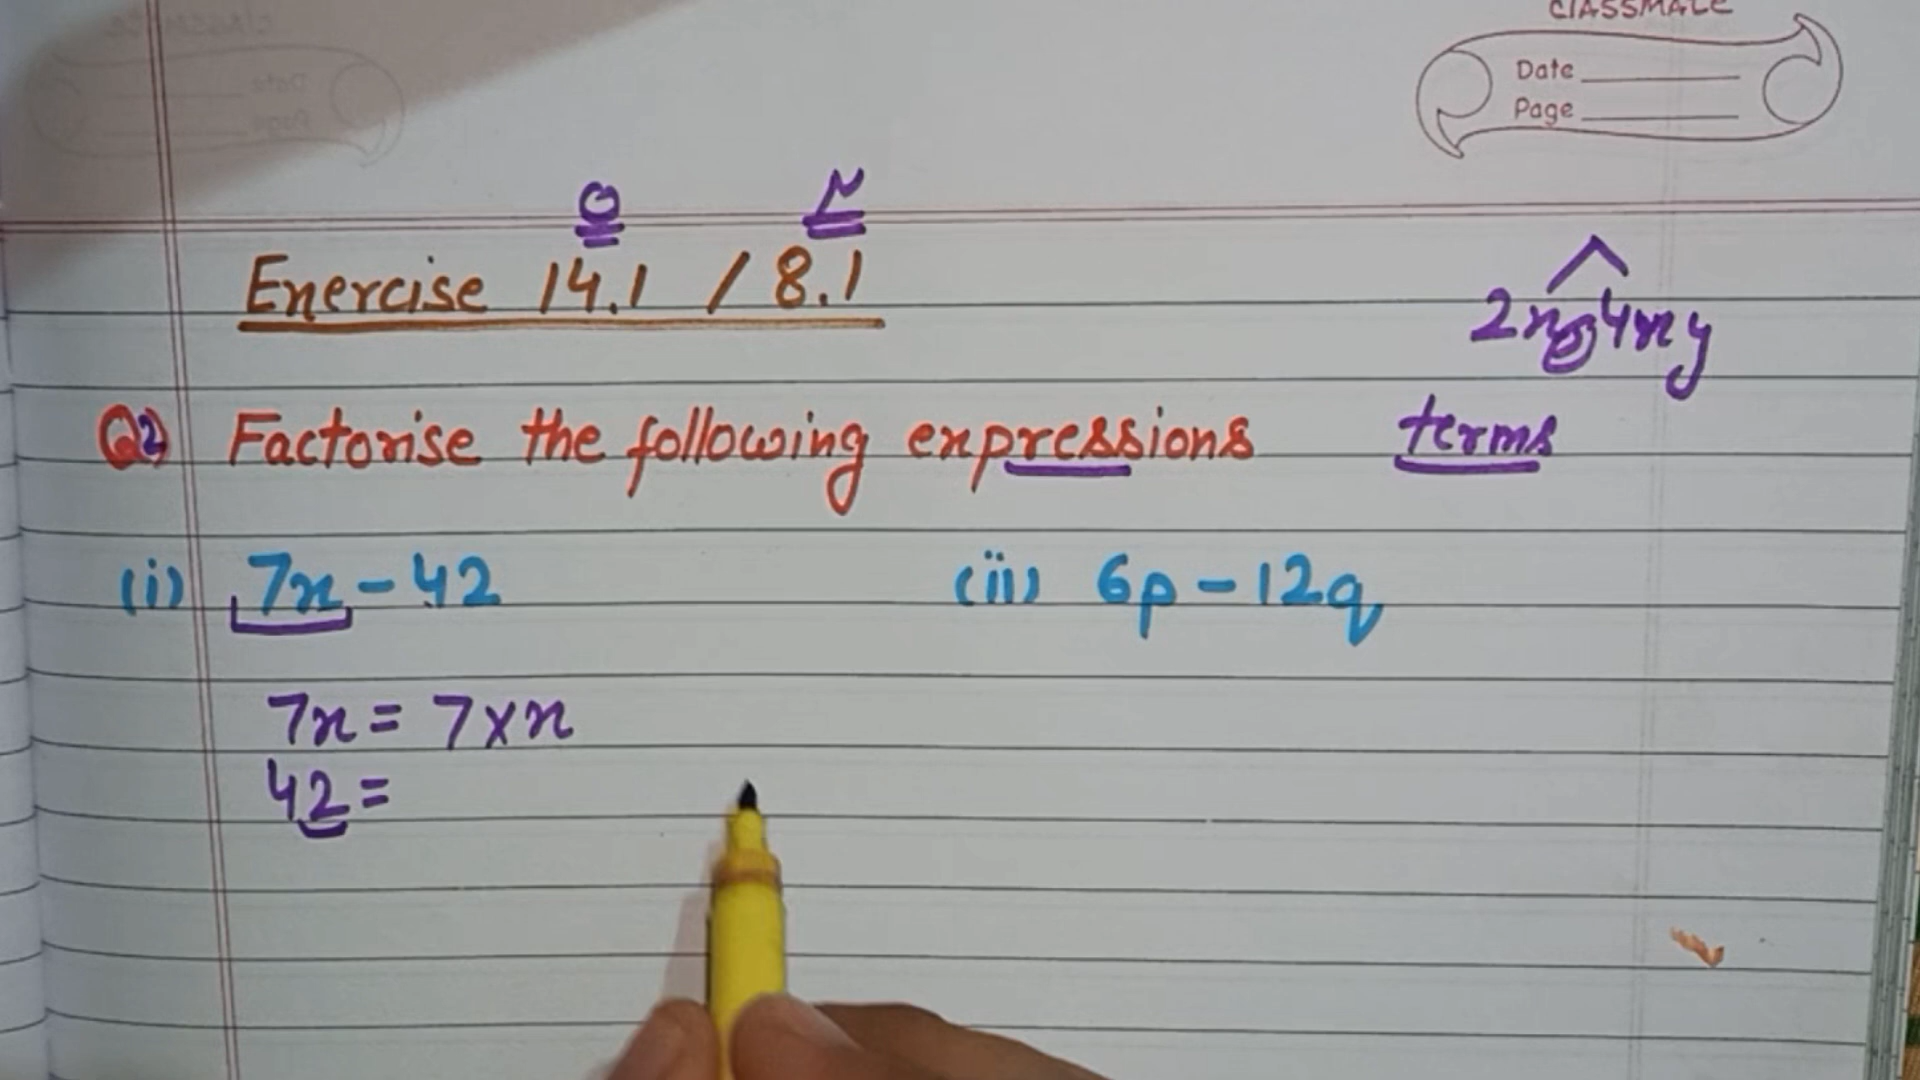 classmate
Date
Page
O N
Exercise 14.1 / 8.1
2x, 4xy
Q2) Factorise the following expressions terms
(i) 7x - 42 (ii) 6p - 12q
7x = 7 × x
42 =